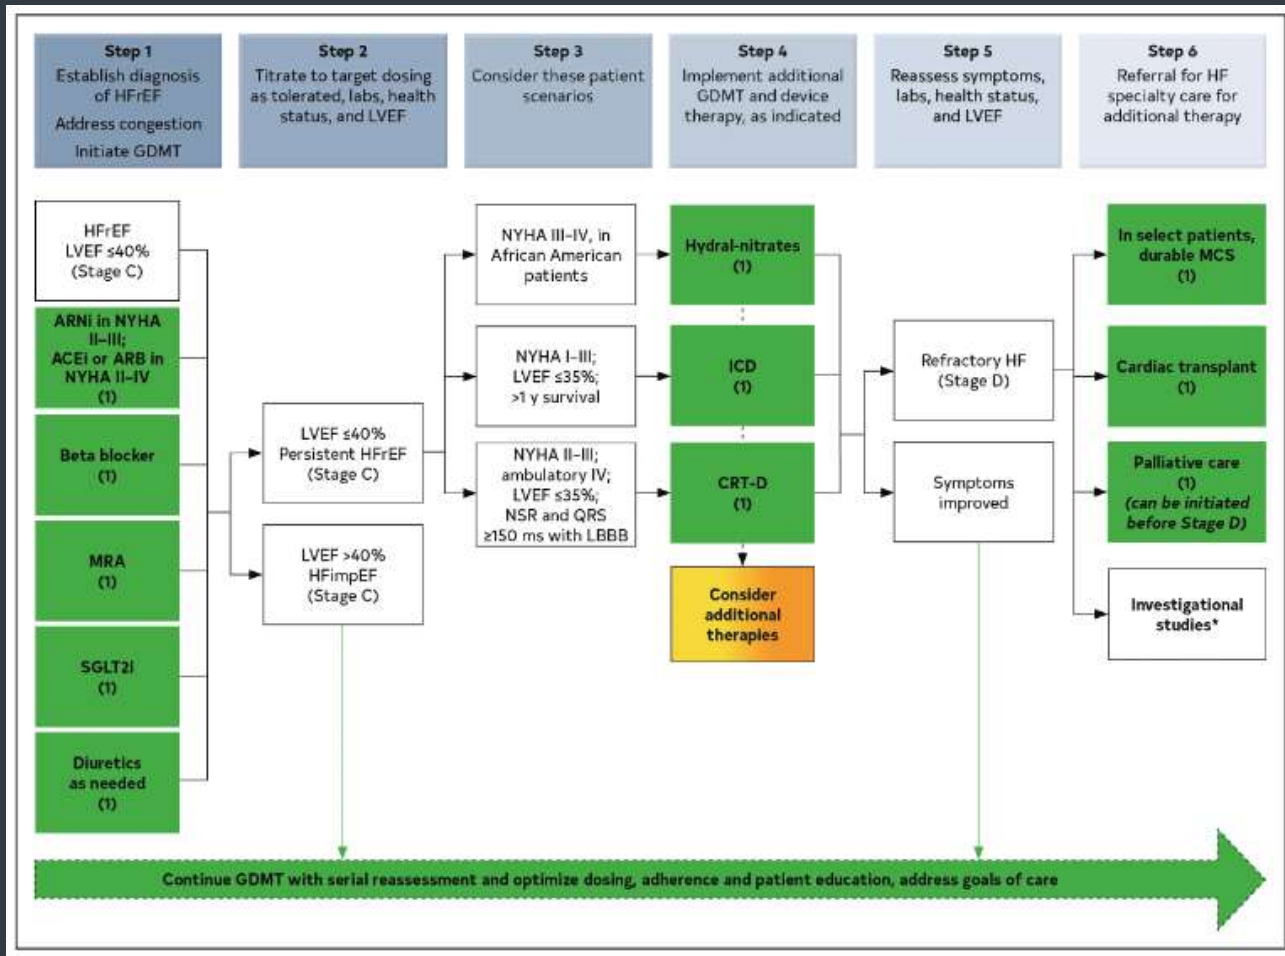 Step 1
Establish diagnosis
of HFrEF
Address congestion
Initiate GDMT
Step 2
Titrate to target dosing
as tolerated, labs, health
status, and LVEF
Step 3
Consider these patient
scenarios
Step 4
Implement additional
GDMT and device
therapy, as indicated
Step 5
Reassess symptoms,
labs, health status,
and LVEF
Step 6
Referral for HF
specialty care for
additional therapy
HFrEF
LVEF ≤40%
(Stage C)
ARNi in NYHA
II–III;
ACEi or ARB in
NYHA II–IV
(1)
Beta blocker
(1)
MRA
(1)
SGLT2i
(1)
Diuretics
as needed
(1)
LVEF ≤40%
Persistent HFrEF
(Stage C)
LVEF >40%
HFimpEF
(Stage C)
NYHA III–IV, in
African American
patients
NYHA I–III;
LVEF ≤35%;
>1 y survival
NYHA II–III;
ambulatory IV;
LVEF ≤35%;
NSR and QRS
≥150 ms with LBBB
Hydral-nitrates
(1)
ICD
(1)
CRT-D
(1)
Consider
additional
therapies
Refractory HF
(Stage D)
Symptoms
improved
In select patients,
durable MCS
(1)
Cardiac transplant
(1)
Palliative care
(1)
(can be initiated
before Stage D)
Investigational
studies*
Continue GDMT with serial reassessment and optimize dosing, adherence and patient education, address goals of care